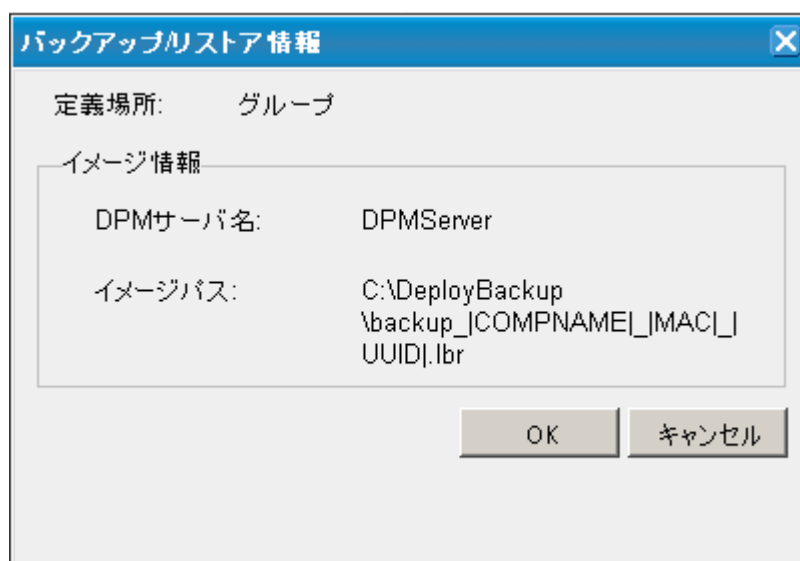 バックアップ/リストア情報
定義場所: グループ
イメージ情報
DPMサーバ名: DPMServer
イメージパス: C:\DeployBackup
\backup_|COMPNAME|_|MAC|_|
UUID|.lbr
OK キャンセル